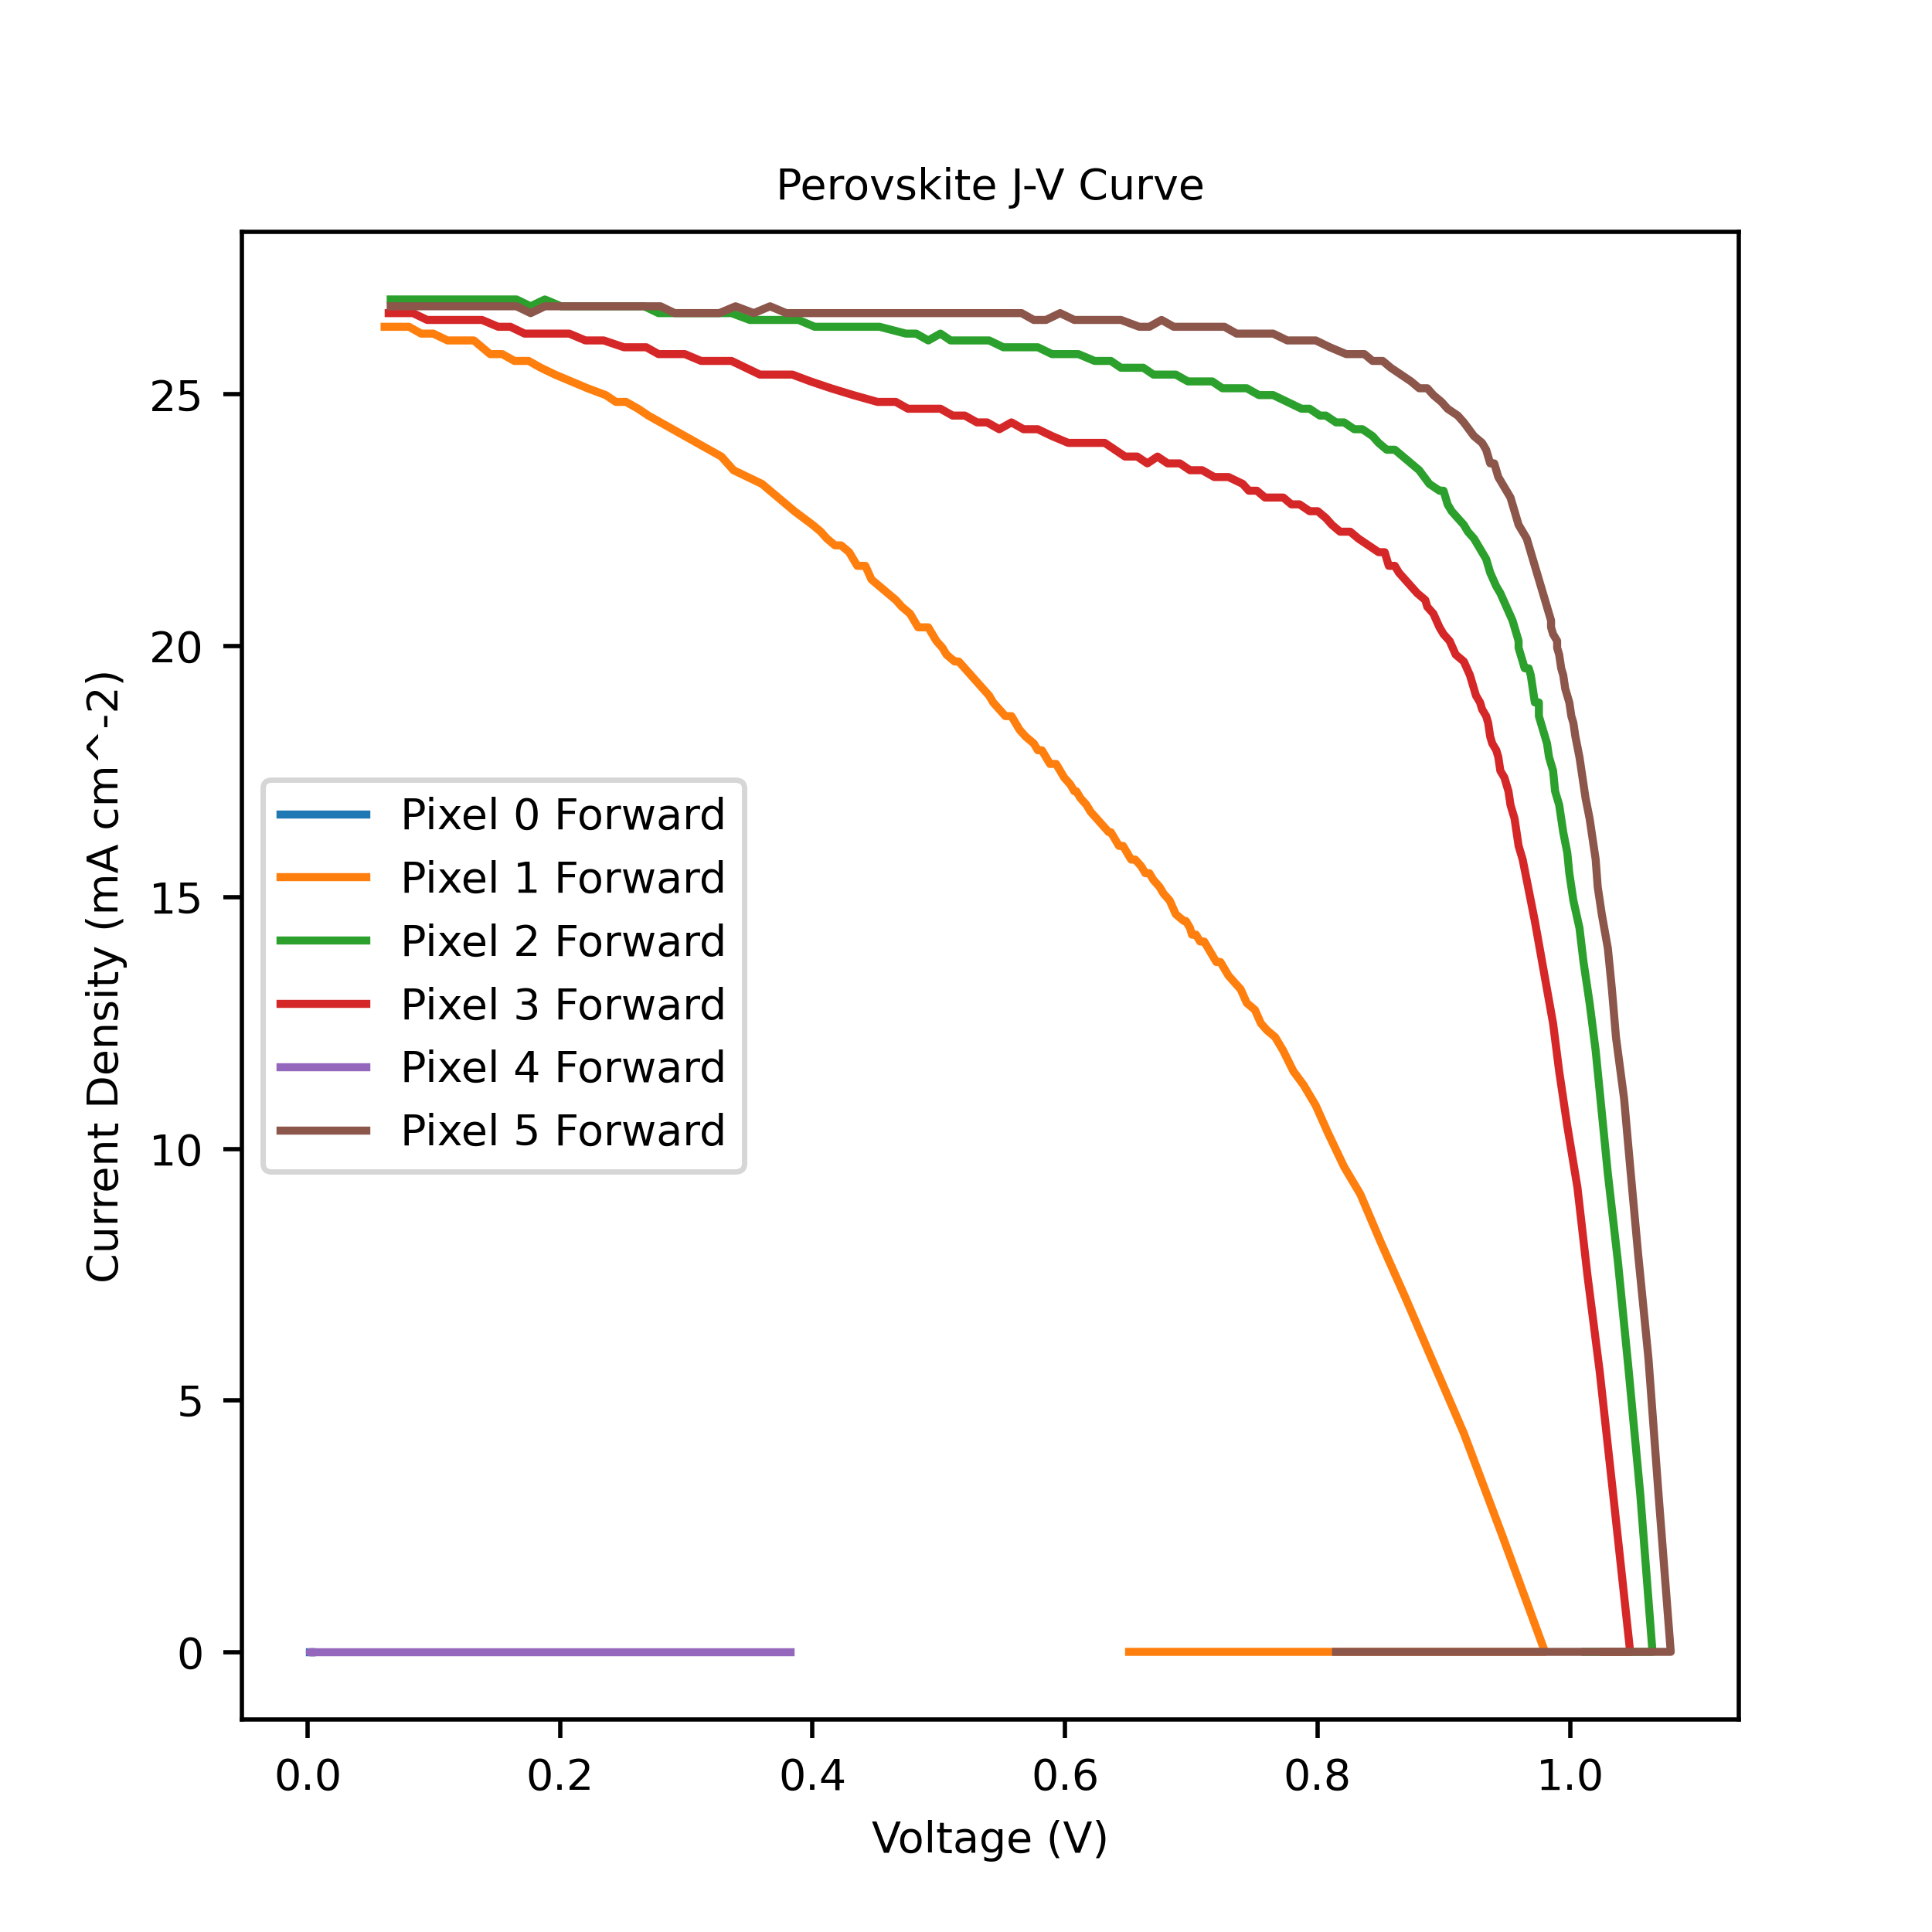 Perovskite J-V Curve
Current Density (mA cm^-2)
25
20
15
10
5
0
Pixel 0 Forward
Pixel 1 Forward
Pixel 2 Forward
Pixel 3 Forward
Pixel 4 Forward
Pixel 5 Forward
0.0 0.2 0.4 0.6 0.8 1.0
Voltage (V)